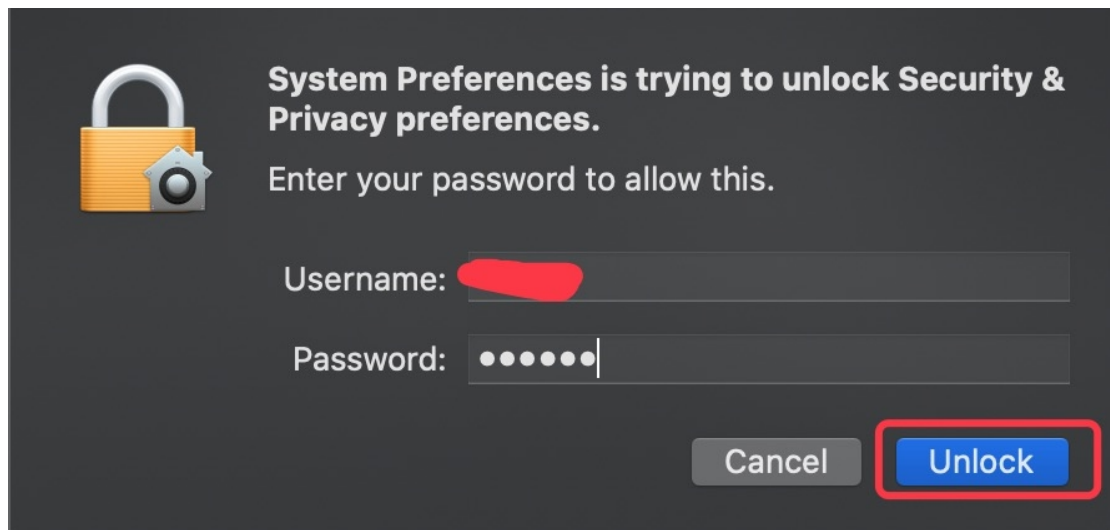 System Preferences is trying to unlock Security &
Privacy preferences.
Enter your password to allow this.
Username:
Password: ••••••
Cancel
Unlock